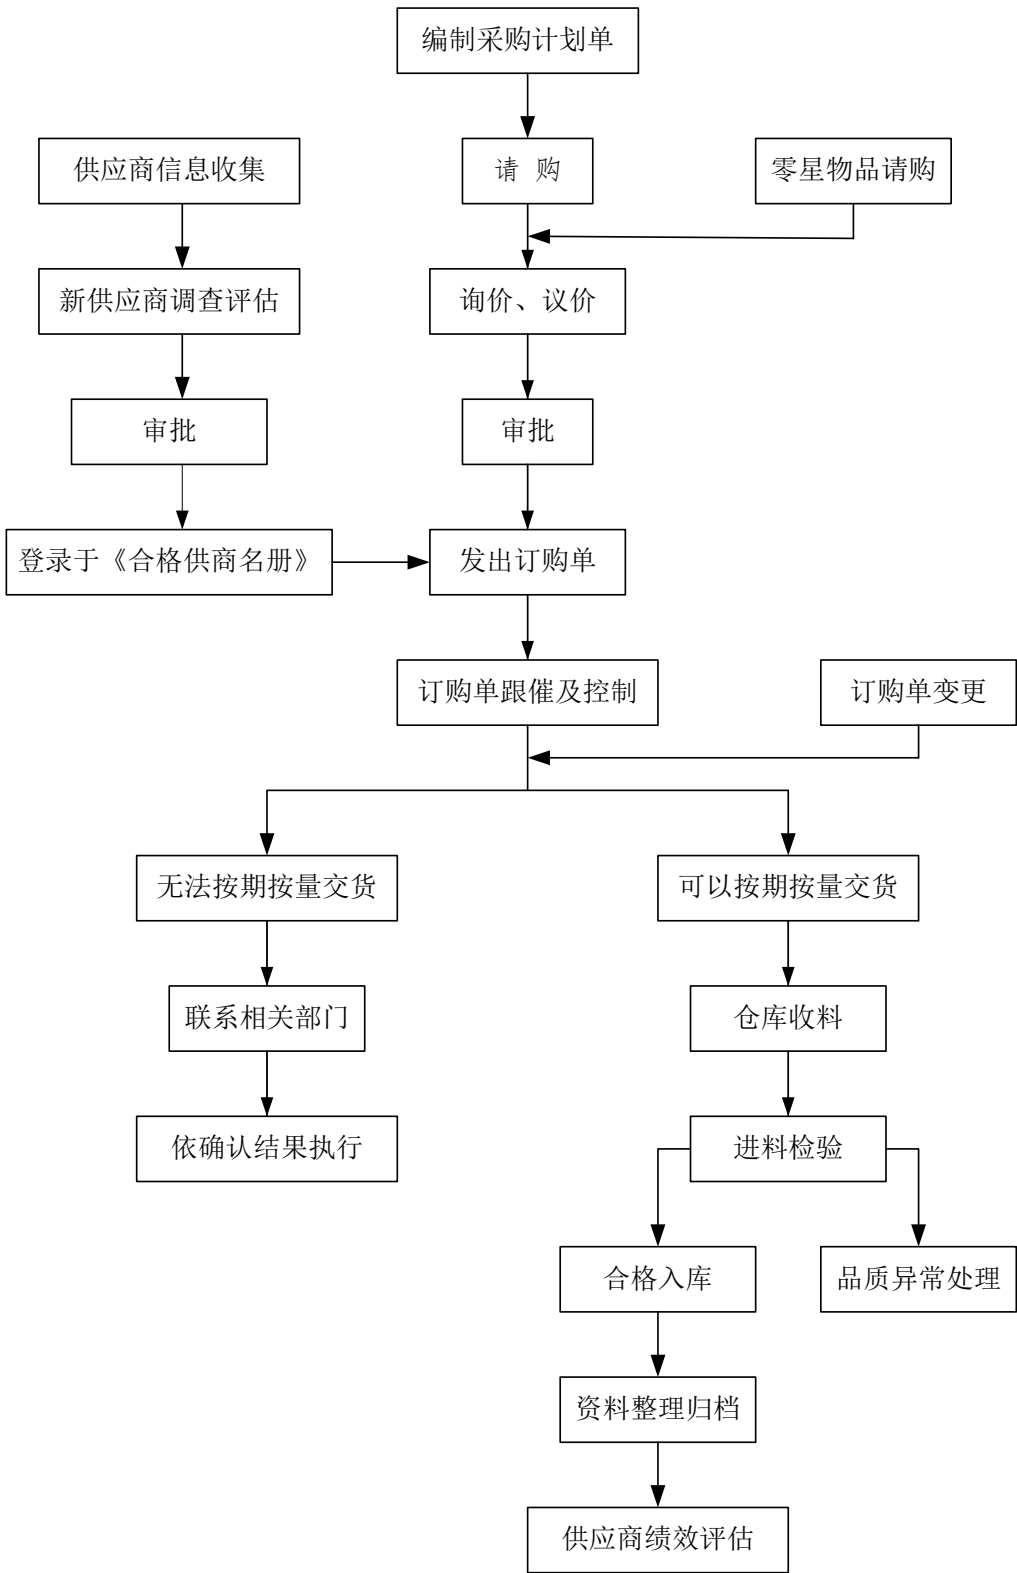 编制采购计划单
供应商信息收集
请 购
零星物品请购
新供应商调查评估
询价、议价
审批
审批
登录于《合格供商名册》
发出订购单
订购单跟催及控制
订购单变更
无法按期按量交货
可以按期按量交货
联系相关部门
仓库收料
依确认结果执行
进料检验
合格入库
品质异常处理
资料整理归档
供应商绩效评估